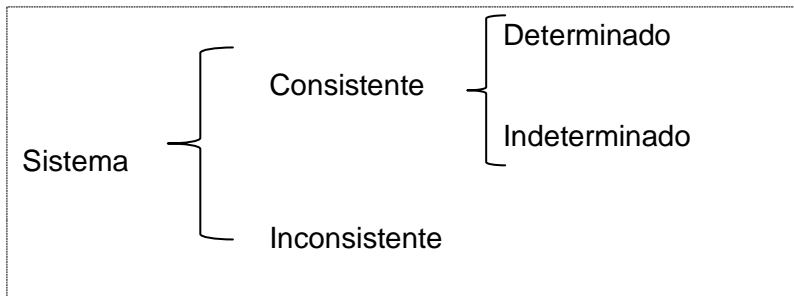 Determinado
Consistente
Indeterminado
Sistema
Inconsistente